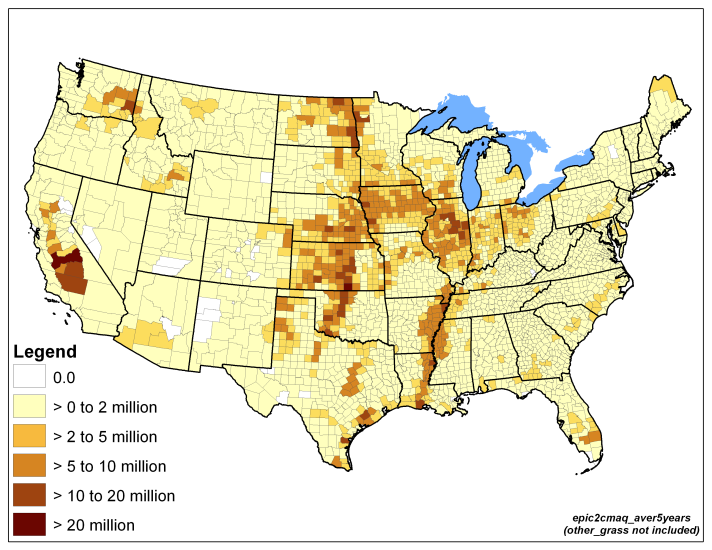 Legend
0.0
> 0 to 2 million
> 2 to 5 million
> 5 to 10 million
> 10 to 20 million
> 20 million
epic2cmaq_aver5years
(other_grass not included)